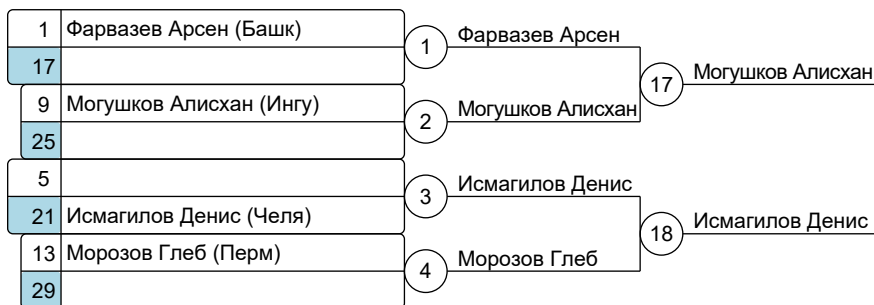 1 Фарвазев Арсен (Башк)
17
1 Фарвазев Арсен
9 Могушков Алисхан (Ингу)
25
2 Могушков Алисхан
17 Могушков Алисхан
5
21 Исмагилов Денис (Челя)
3 Исмагилов Денис
13 Морозов Глеб (Перм)
29
4 Морозов Глеб
18 Исмагилов Денис